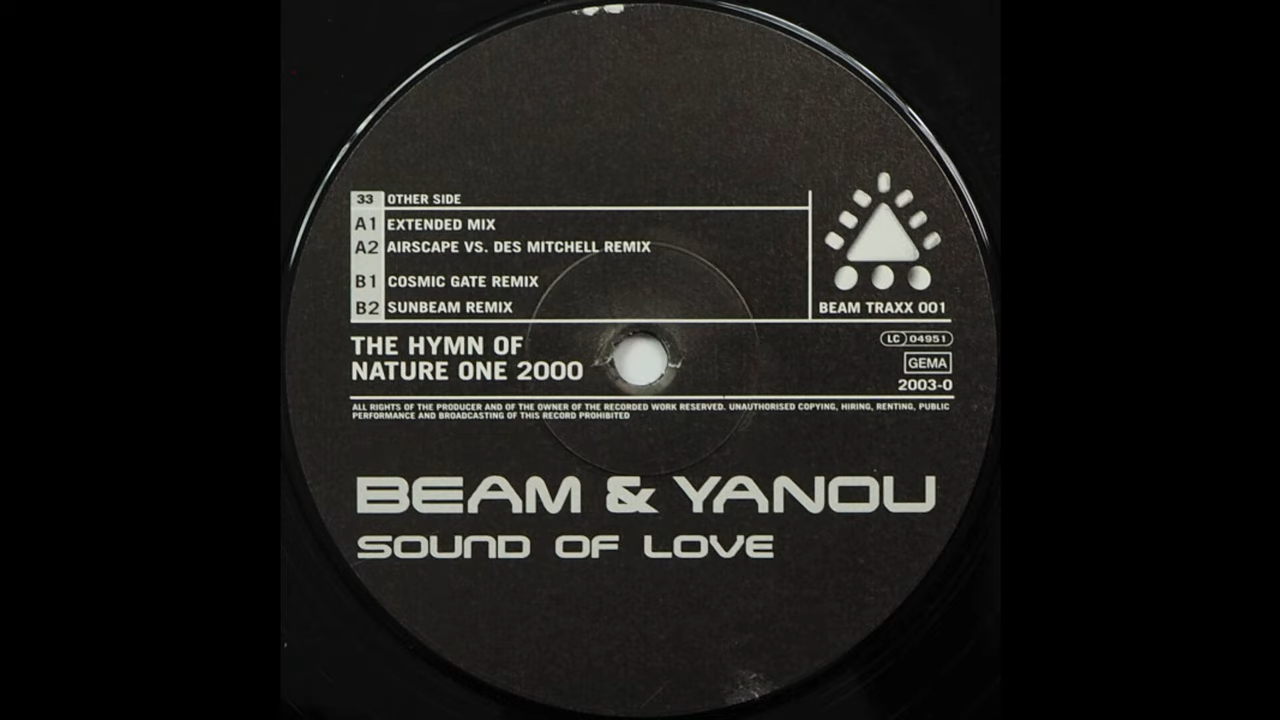 33 OTHER SIDE
A1 EXTENDED MIX
A2 AIRSCAPE VS. DES MITCHELL REMIX
B1 COSMIC GATE REMIX
B2 SUNBEAM REMIX
BEAM TRAXX 001
THE HYMN OF
NATURE ONE 2000
LC 04951
GEMA
2003-0
ALL RIGHTS OF THE PRODUCER AND OF THE OWNER OF THE RECORDED WORK RESERVED. UNAUTHORISED COPYING, HIRING, RENTING, PUBLIC
PERFORMANCE AND BROADCASTING OF THIS RECORD PROHIBITED
BEAM & YANOU
SOUND OF LOVE